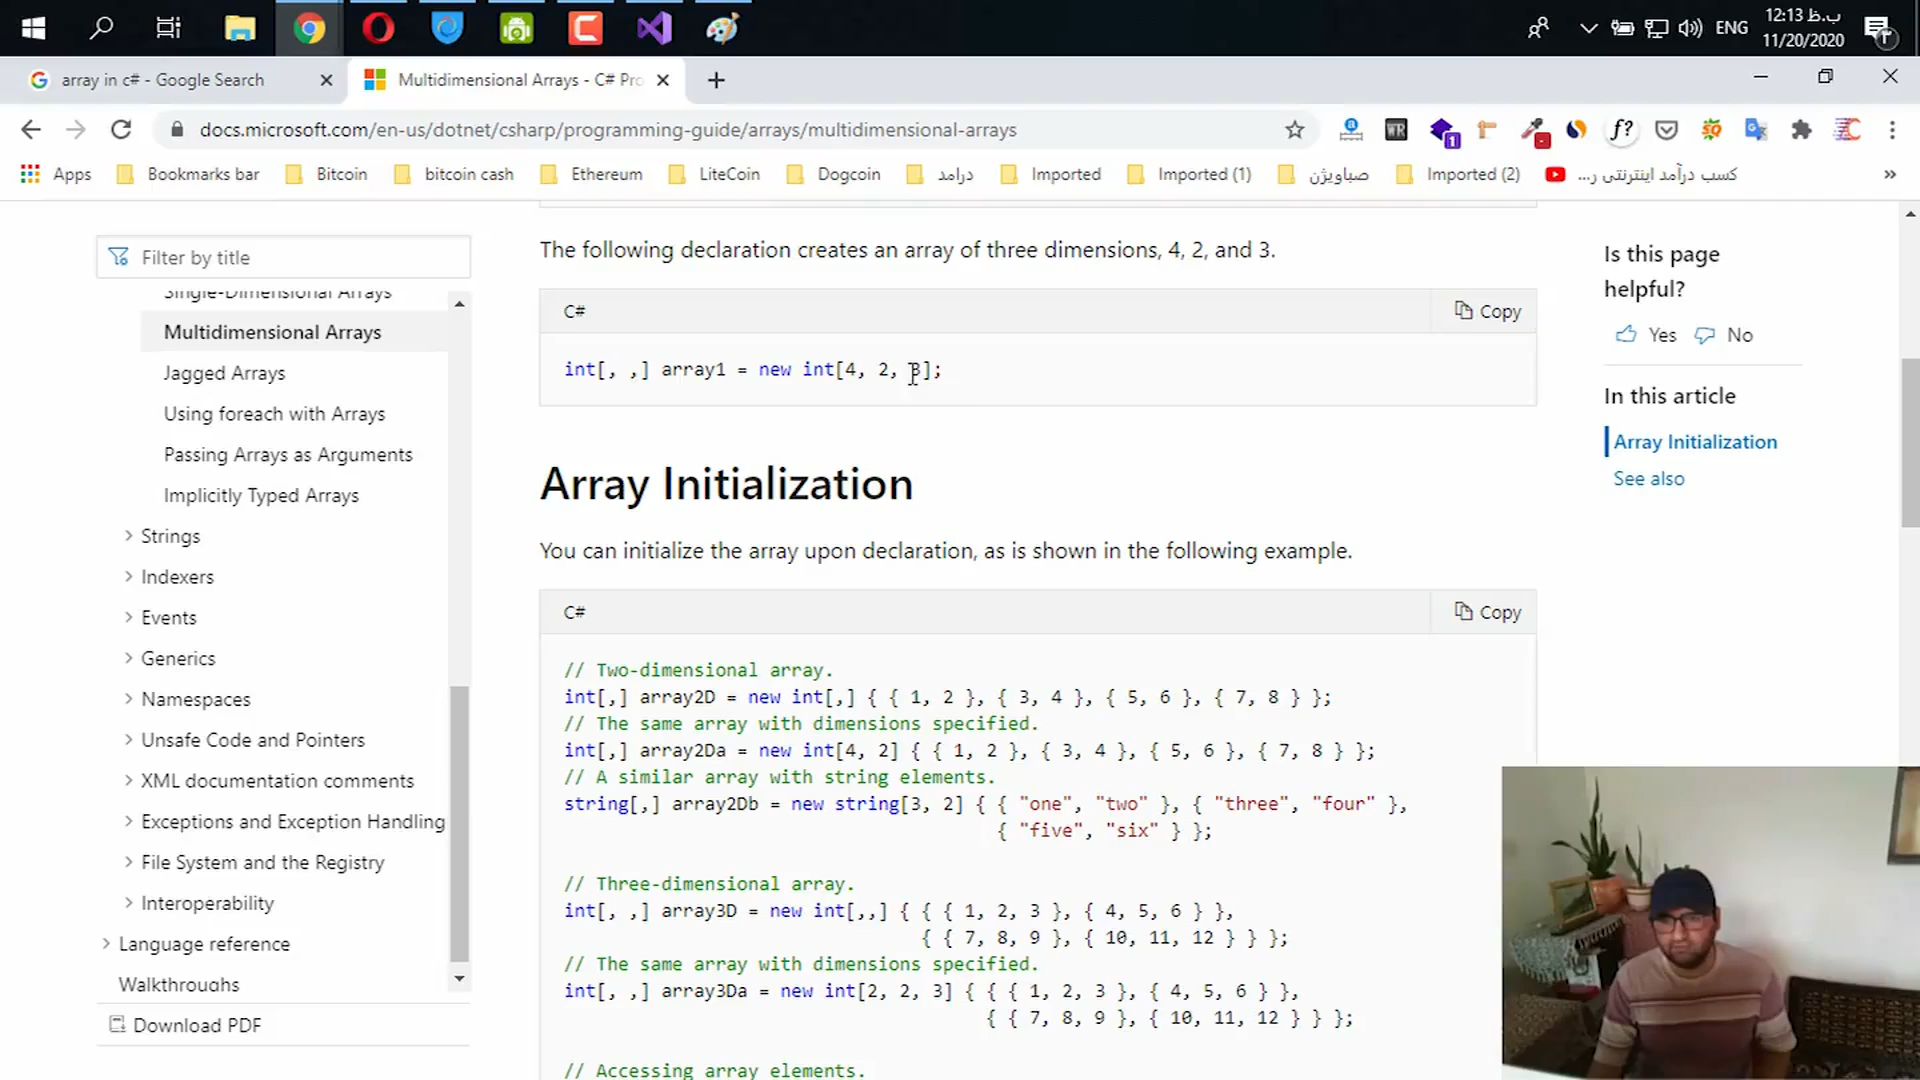 ENG
12:13 ب.ظ
11/20/2020
array in c# - Google Search
Multidimensional Arrays - C# Pro
docs.microsoft.com/en-us/dotnet/csharp/programming-guide/arrays/multidimensional-arrays
Apps
Bookmarks bar
Bitcoin
bitcoin cash
Ethereum
LiteCoin
Dogcoin
درامد
Imported
Imported (1)
صباویژن
Imported (2)
کسب درآمد اینترنتی ر...
Filter by title
Single-Dimensional Arrays
Multidimensional Arrays
Jagged Arrays
Using foreach with Arrays
Passing Arrays as Arguments
Implicitly Typed Arrays
Strings
Indexers
Events
Generics
Namespaces
Unsafe Code and Pointers
XML documentation comments
Exceptions and Exception Handling
File System and the Registry
Interoperability
Language reference
Walkthroughs
Download PDF
The following declaration creates an array of three dimensions, 4, 2, and 3.
C#
Copy
int[, ,] array1 = new int[4, 2, 3];
Array Initialization
You can initialize the array upon declaration, as is shown in the following example.
C#
Copy
// Two-dimensional array.
int[,] array2D = new int[,] { { 1, 2 }, { 3, 4 }, { 5, 6 }, { 7, 8 } };
// The same array with dimensions specified.
int[,] array2Da = new int[4, 2] { { 1, 2 }, { 3, 4 }, { 5, 6 }, { 7, 8 } };
// A similar array with string elements.
string[,] array2Db = new string[3, 2] { { "one", "two" }, { "three", "four" },
{ "five", "six" } };
// Three-dimensional array.
int[, ,] array3D = new int[,,] { { { 1, 2, 3 }, { 4, 5, 6 } },
{ { 7, 8, 9 }, { 10, 11, 12 } } };
// The same array with dimensions specified.
int[, ,] array3Da = new int[2, 2, 3] { { { 1, 2, 3 }, { 4, 5, 6 } },
{ { 7, 8, 9 }, { 10, 11, 12 } } };
// Accessing array elements.
Is this page
helpful?
Yes
No
In this article
Array Initialization
See also